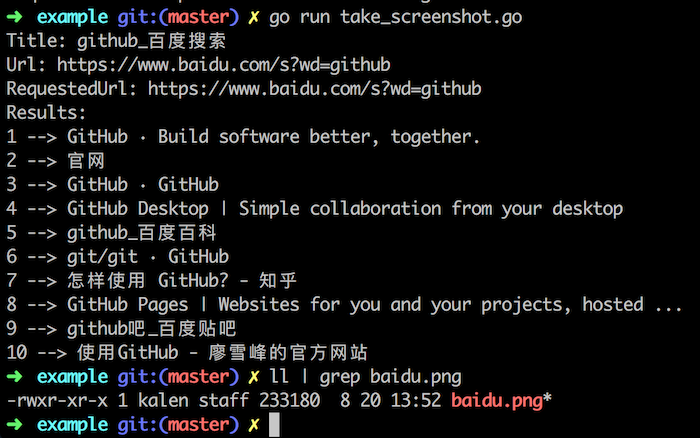 ➜ example git:(master) ✗ go run take_screenshot.go
Title: github_百度搜索
Url: https://www.baidu.com/s?wd=github
RequestedUrl: https://www.baidu.com/s?wd=github
Results:
1 --> GitHub · Build software better, together.
2 --> 官网
3 --> GitHub · GitHub
4 --> GitHub Desktop | Simple collaboration from your desktop
5 --> github_百度百科
6 --> git/git · GitHub
7 --> 怎样使用 GitHub? - 知乎
8 --> GitHub Pages | Websites for you and your projects, hosted ...
9 --> github吧_百度贴吧
10 --> 使用GitHub - 廖雪峰的官方网站
➜ example git:(master) ✗ ll | grep baidu.png
-rwxr-xr-x 1 kalen staff 233180 8 20 13:52 baidu.png*
➜ example git:(master) ✗